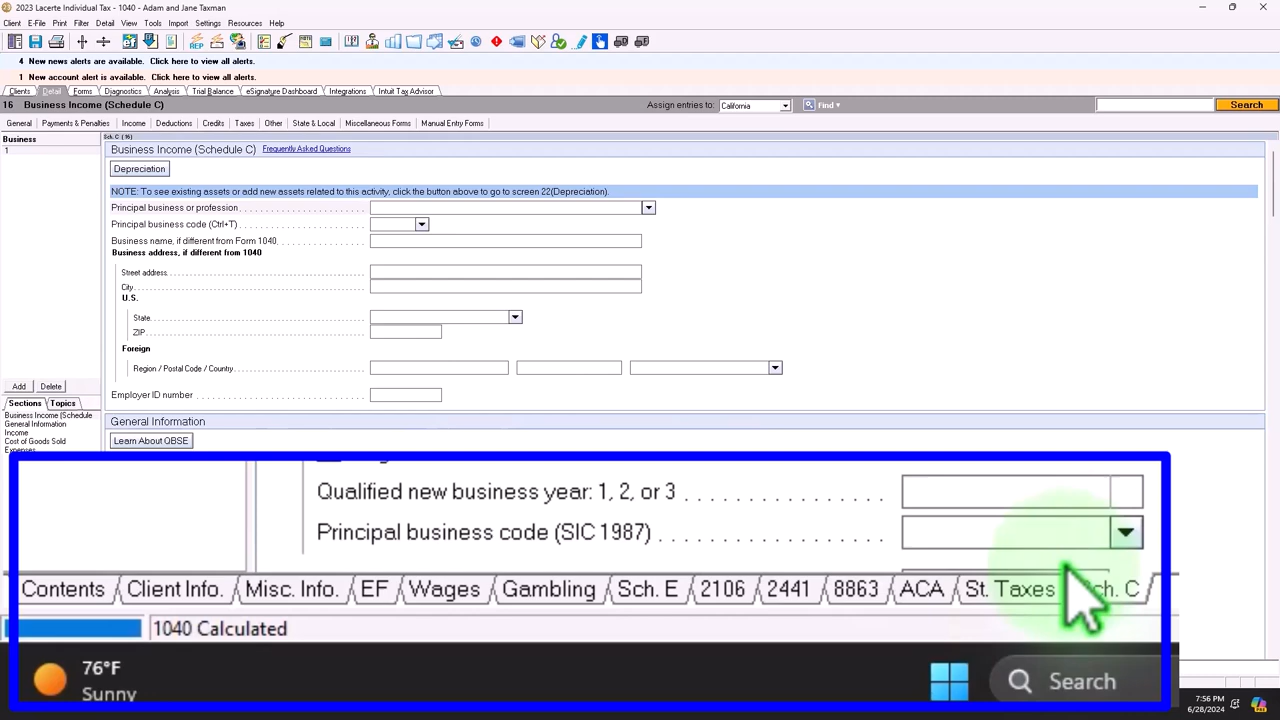 2023 Lacerte Individual Tax - 1040 - Adam and Jane Taxman
Client E-File Print Filter Detail View Tools Import Settings Resources Help
4 New news alerts are available. Click here to view all alerts.
1 New account alert is available. Click here to view all alerts.
Clients Detail Forms Diagnostics Analysis Trial Balance eSignature Dashboard Integrations Intuit Tax Advisor
16 Business Income (Schedule C) Assign entries to: California Find Search
General Payments & Penalties Income Deductions Credits Taxes Other State & Local Miscellaneous Forms Manual Entry Forms
Business
1
Sch. C (16)
Business Income (Schedule C) Frequently Asked Questions
Depreciation
NOTE: To see existing assets or add new assets related to this activity, click the button above to go to screen 22(Depreciation).
Principal business or profession
Principal business code (Ctrl+T)
Business name, if different from Form 1040
Business address, if different from 1040
Street address
City
U.S.
State
ZIP
Foreign
Region / Postal Code / Country
Employer ID number
Add Delete
Sections Topics
Business Income (Schedule
General Information
Income
Cost of Goods Sold
Expenses
General Information
Learn About QBSE
Qualified new business year: 1, 2, or 3
Principal business code (SIC 1987)
Contents Client Info. Misc. Info. EF Wages Gambling Sch. E 2106 2441 8863 ACA St. Taxes Sch. C
1040 Calculated
76°F
Sunny
Search
7:56 PM
6/28/2024